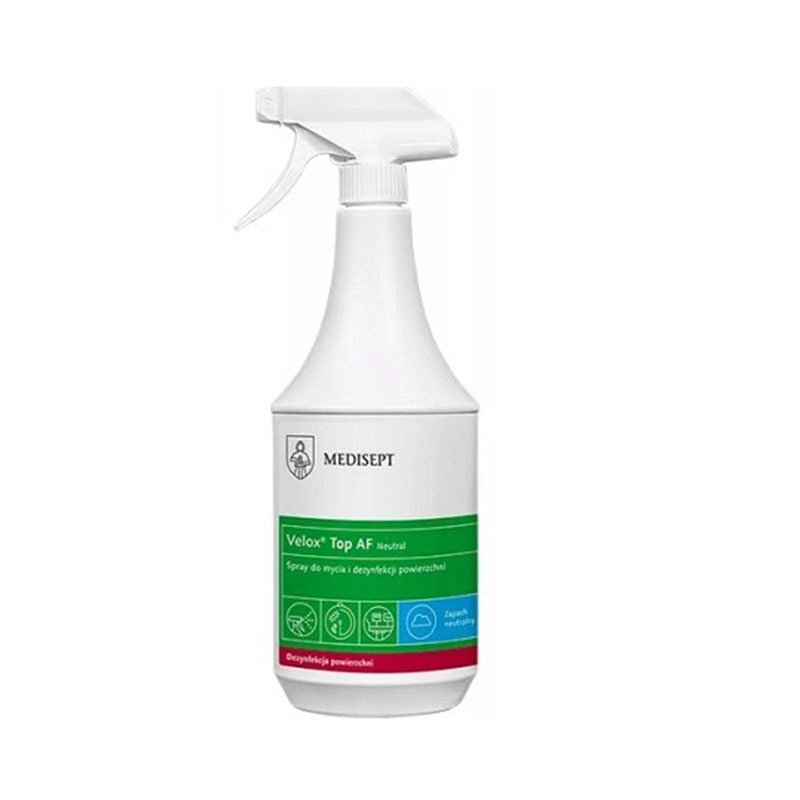 MEDISEPT
Velox® Top AF Neutral
Spray do mycia i dezynfekcji powierzchni
Zapach
neutralny
Dezynfekcja powierzchni